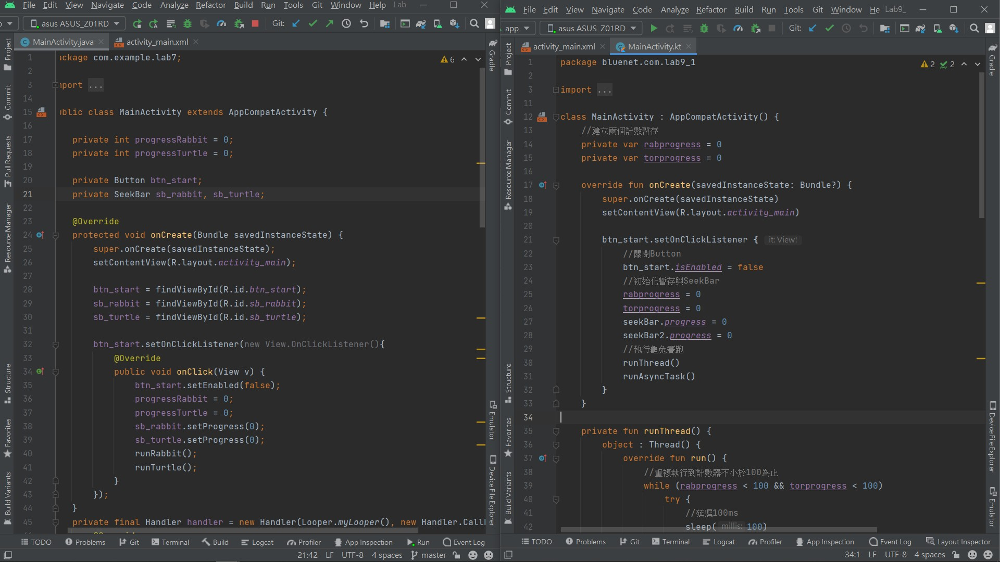 File Edit View Navigate Code Analyze Refactor Build Run Tools Git Window Help Lab
asus ASUS_Z01RD Git:
MainActivity.java activity_main.xml
1 ackage com.example.lab7; 6
2
3 nport ...
14
15 blic class MainActivity extends AppCompatActivity {
16
17 private int progressRabbit = 0;
18 private int progressTurtle = 0;
19
20 private Button btn_start;
21 private SeekBar sb_rabbit, sb_turtle;
22
23 @Override
24 protected void onCreate(Bundle savedInstanceState) {
25 super.onCreate(savedInstanceState);
26 setContentView(R.layout.activity_main);
27
28 btn_start = findViewById(R.id.btn_start);
29 sb_rabbit = findViewById(R.id.sb_rabbit);
30 sb_turtle = findViewById(R.id.sb_turtle);
31
32 btn_start.setOnClickListener(new View.OnClickListener(){
33 @Override
34 public void onClick(View v) {
35 btn_start.setEnabled(false);
36 progressRabbit = 0;
37 progressTurtle = 0;
38 sb_rabbit.setProgress(0);
39 sb_turtle.setProgress(0);
40 runRabbit();
41 runTurtle();
42 }
43 });
44 }
45 private final Handler handler = new Handler(Looper.myLooper(), new Handler.Call
Project
Commit
Pull Requests
Resource Manager
Structure
Favorites
Build Variants
Gradle
Emulator
Device File Explorer
TODO Problems Git Terminal Build Logcat Profiler App Inspection Run Event Log
21:42 LF UTF-8 4 spaces master
File Edit View Navigate Code Analyze Refactor Build Run Tools Git Window He Lab9_
app asus ASUS_Z01RD Git:
activity_main.xml MainActivity.kt
1 package bluenet.com.lab9_1 2 2
2
3 import ...
11
12 class MainActivity : AppCompatActivity() {
13 //建立兩個計數暫存
14 private var rabprogress = 0
15 private var torprogress = 0
16
17 override fun onCreate(savedInstanceState: Bundle?) {
18 super.onCreate(savedInstanceState)
19 setContentView(R.layout.activity_main)
20
21 btn_start.setOnClickListener { it: View!
22 //關閉Button
23 btn_start.isEnabled = false
24 //初始化暫存與SeekBar
25 rabprogress = 0
26 torprogress = 0
27 seekBar.progress = 0
28 seekBar2.progress = 0
29 //執行龜兔賽跑
30 runThread()
31 runAsyncTask()
32 }
33 }
34
35 private fun runThread() {
36 object : Thread() {
37 override fun run() {
38 //重複執行到計數器不小於100為止
39 while (rabprogress < 100 && torprogress < 100)
40 try {
41 //延遲100ms
42 sleep( millis: 100)
Project
Commit
Resource Manager
Structure
Favorites
Build Variants
Gradle
Device File Explorer
Emulator
TODO Problems Git Terminal Logcat Profiler App Inspection Event Log Layout Inspector
34:1 LF UTF-8 4 spaces